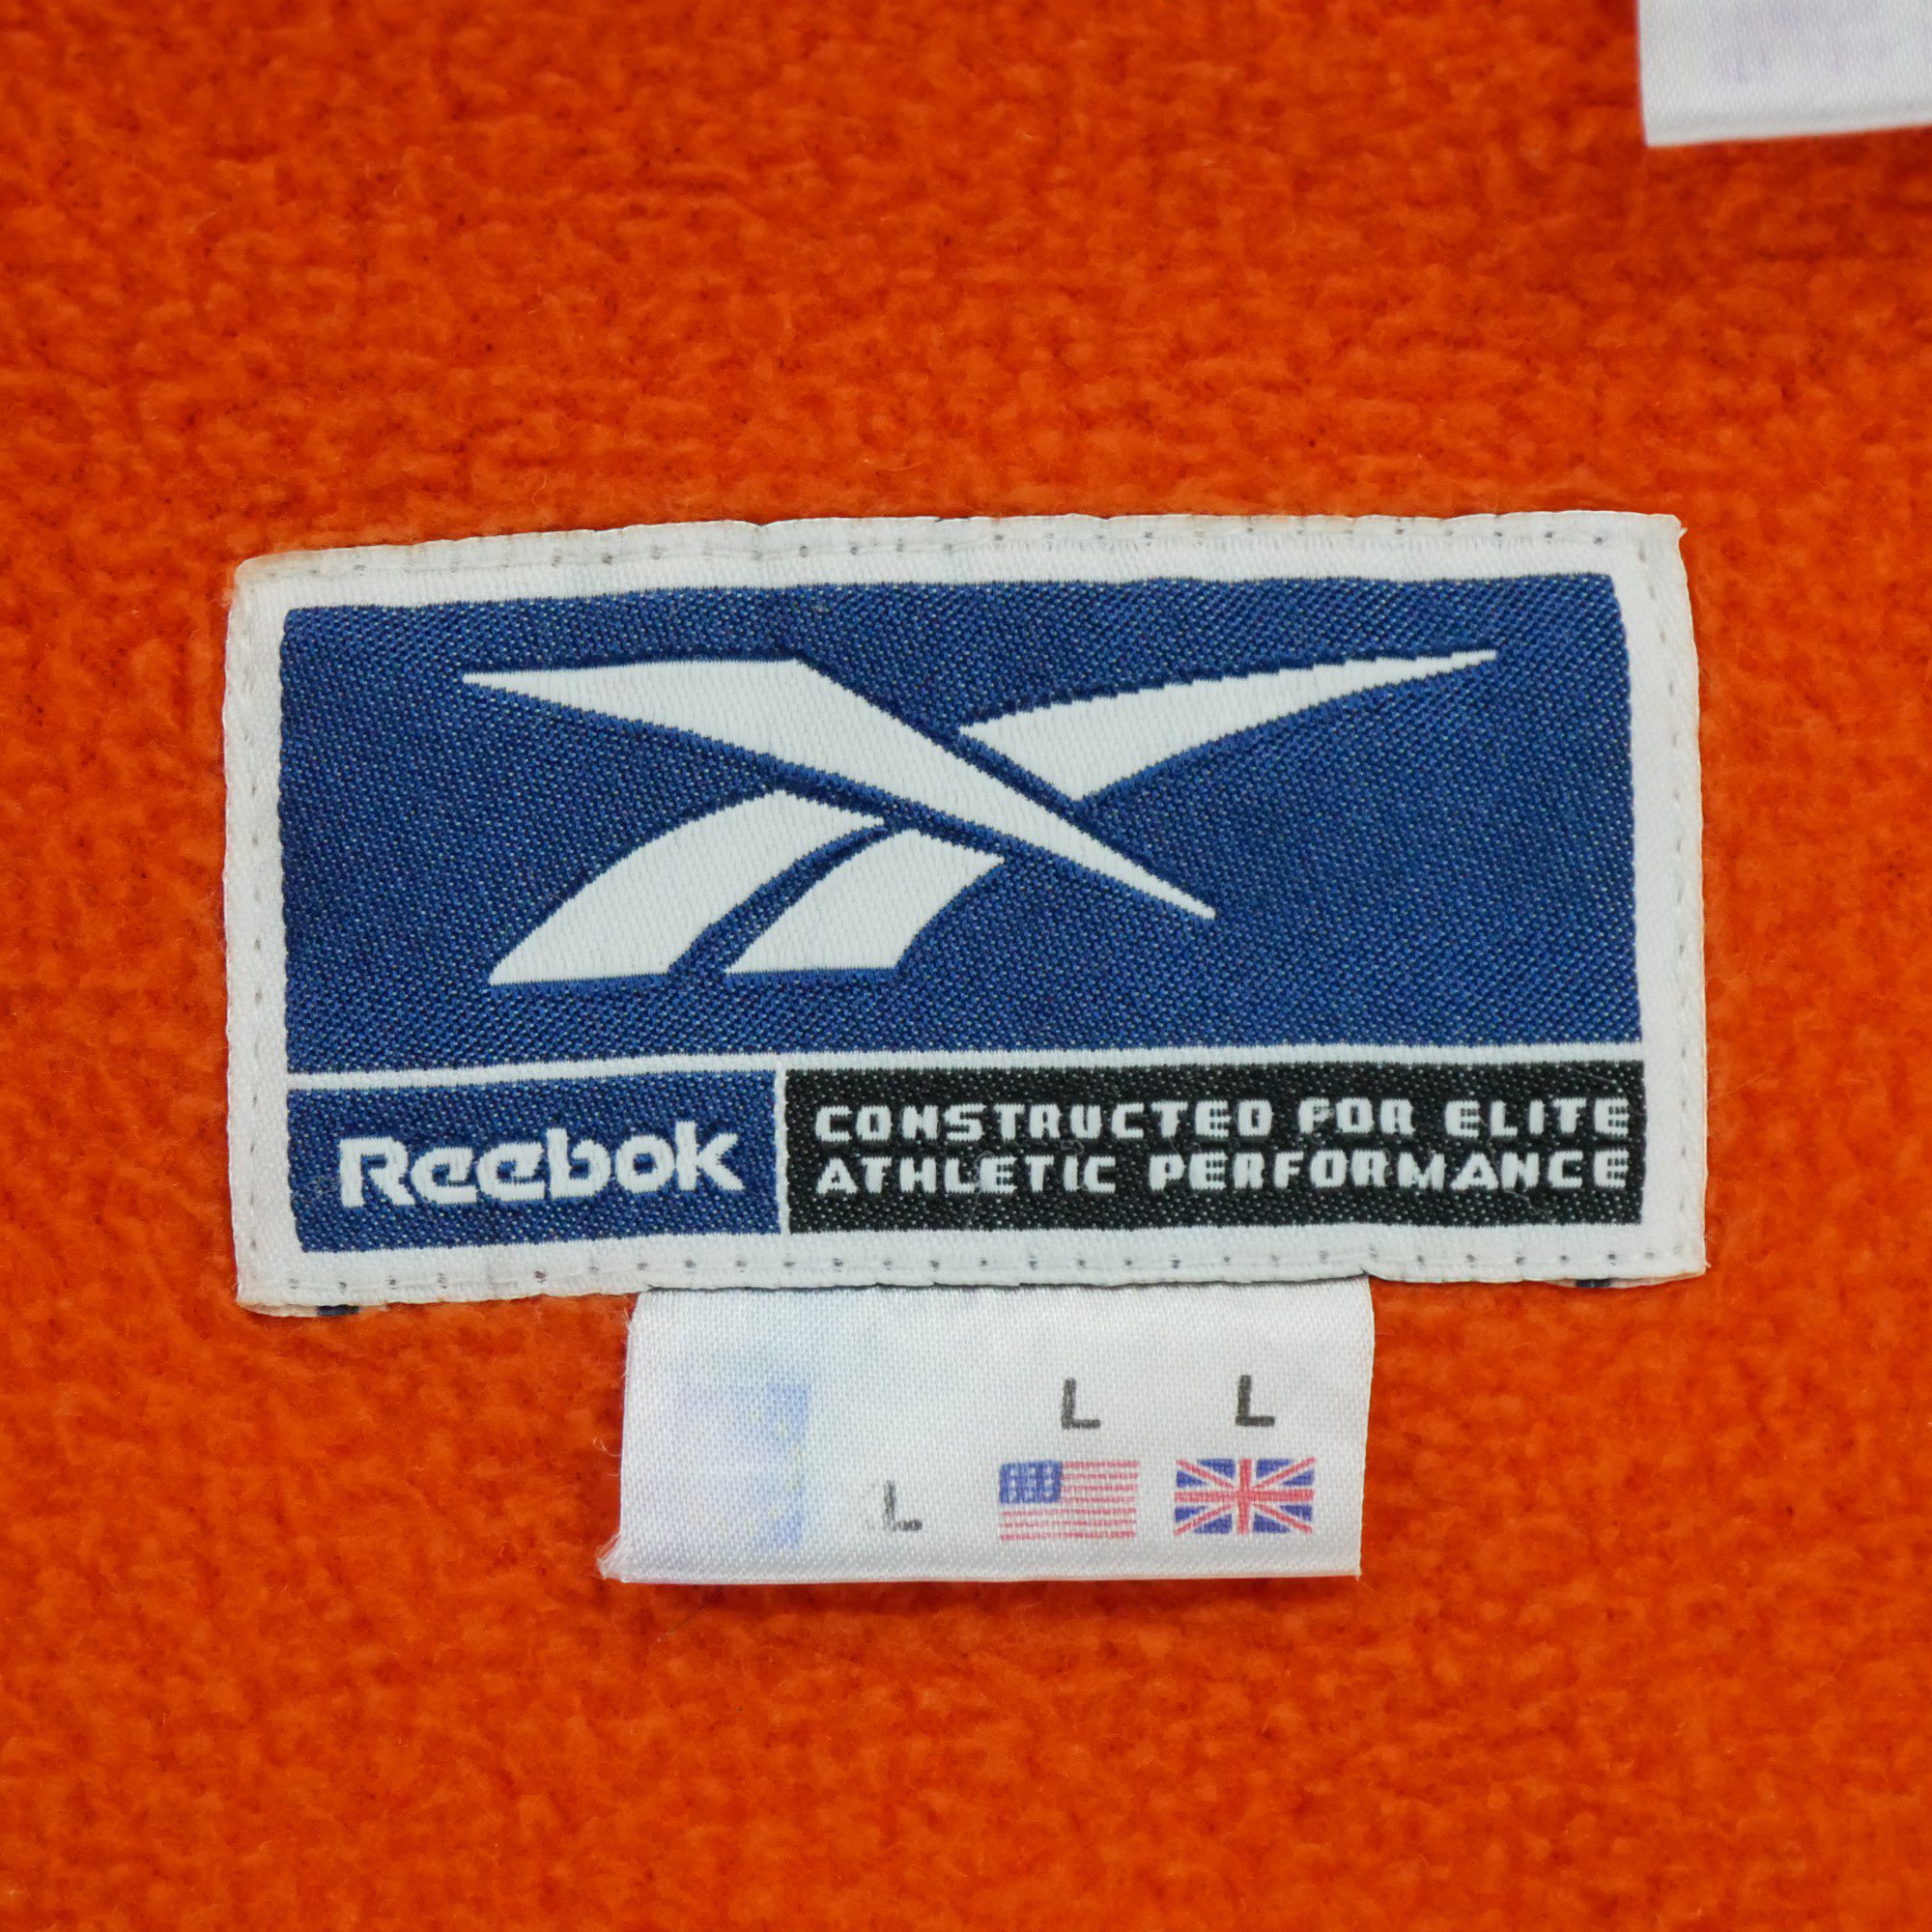 Reebok
CONSTRUCTED FOR ELITE
ATHLETIC PERFORMANCE
L L
L